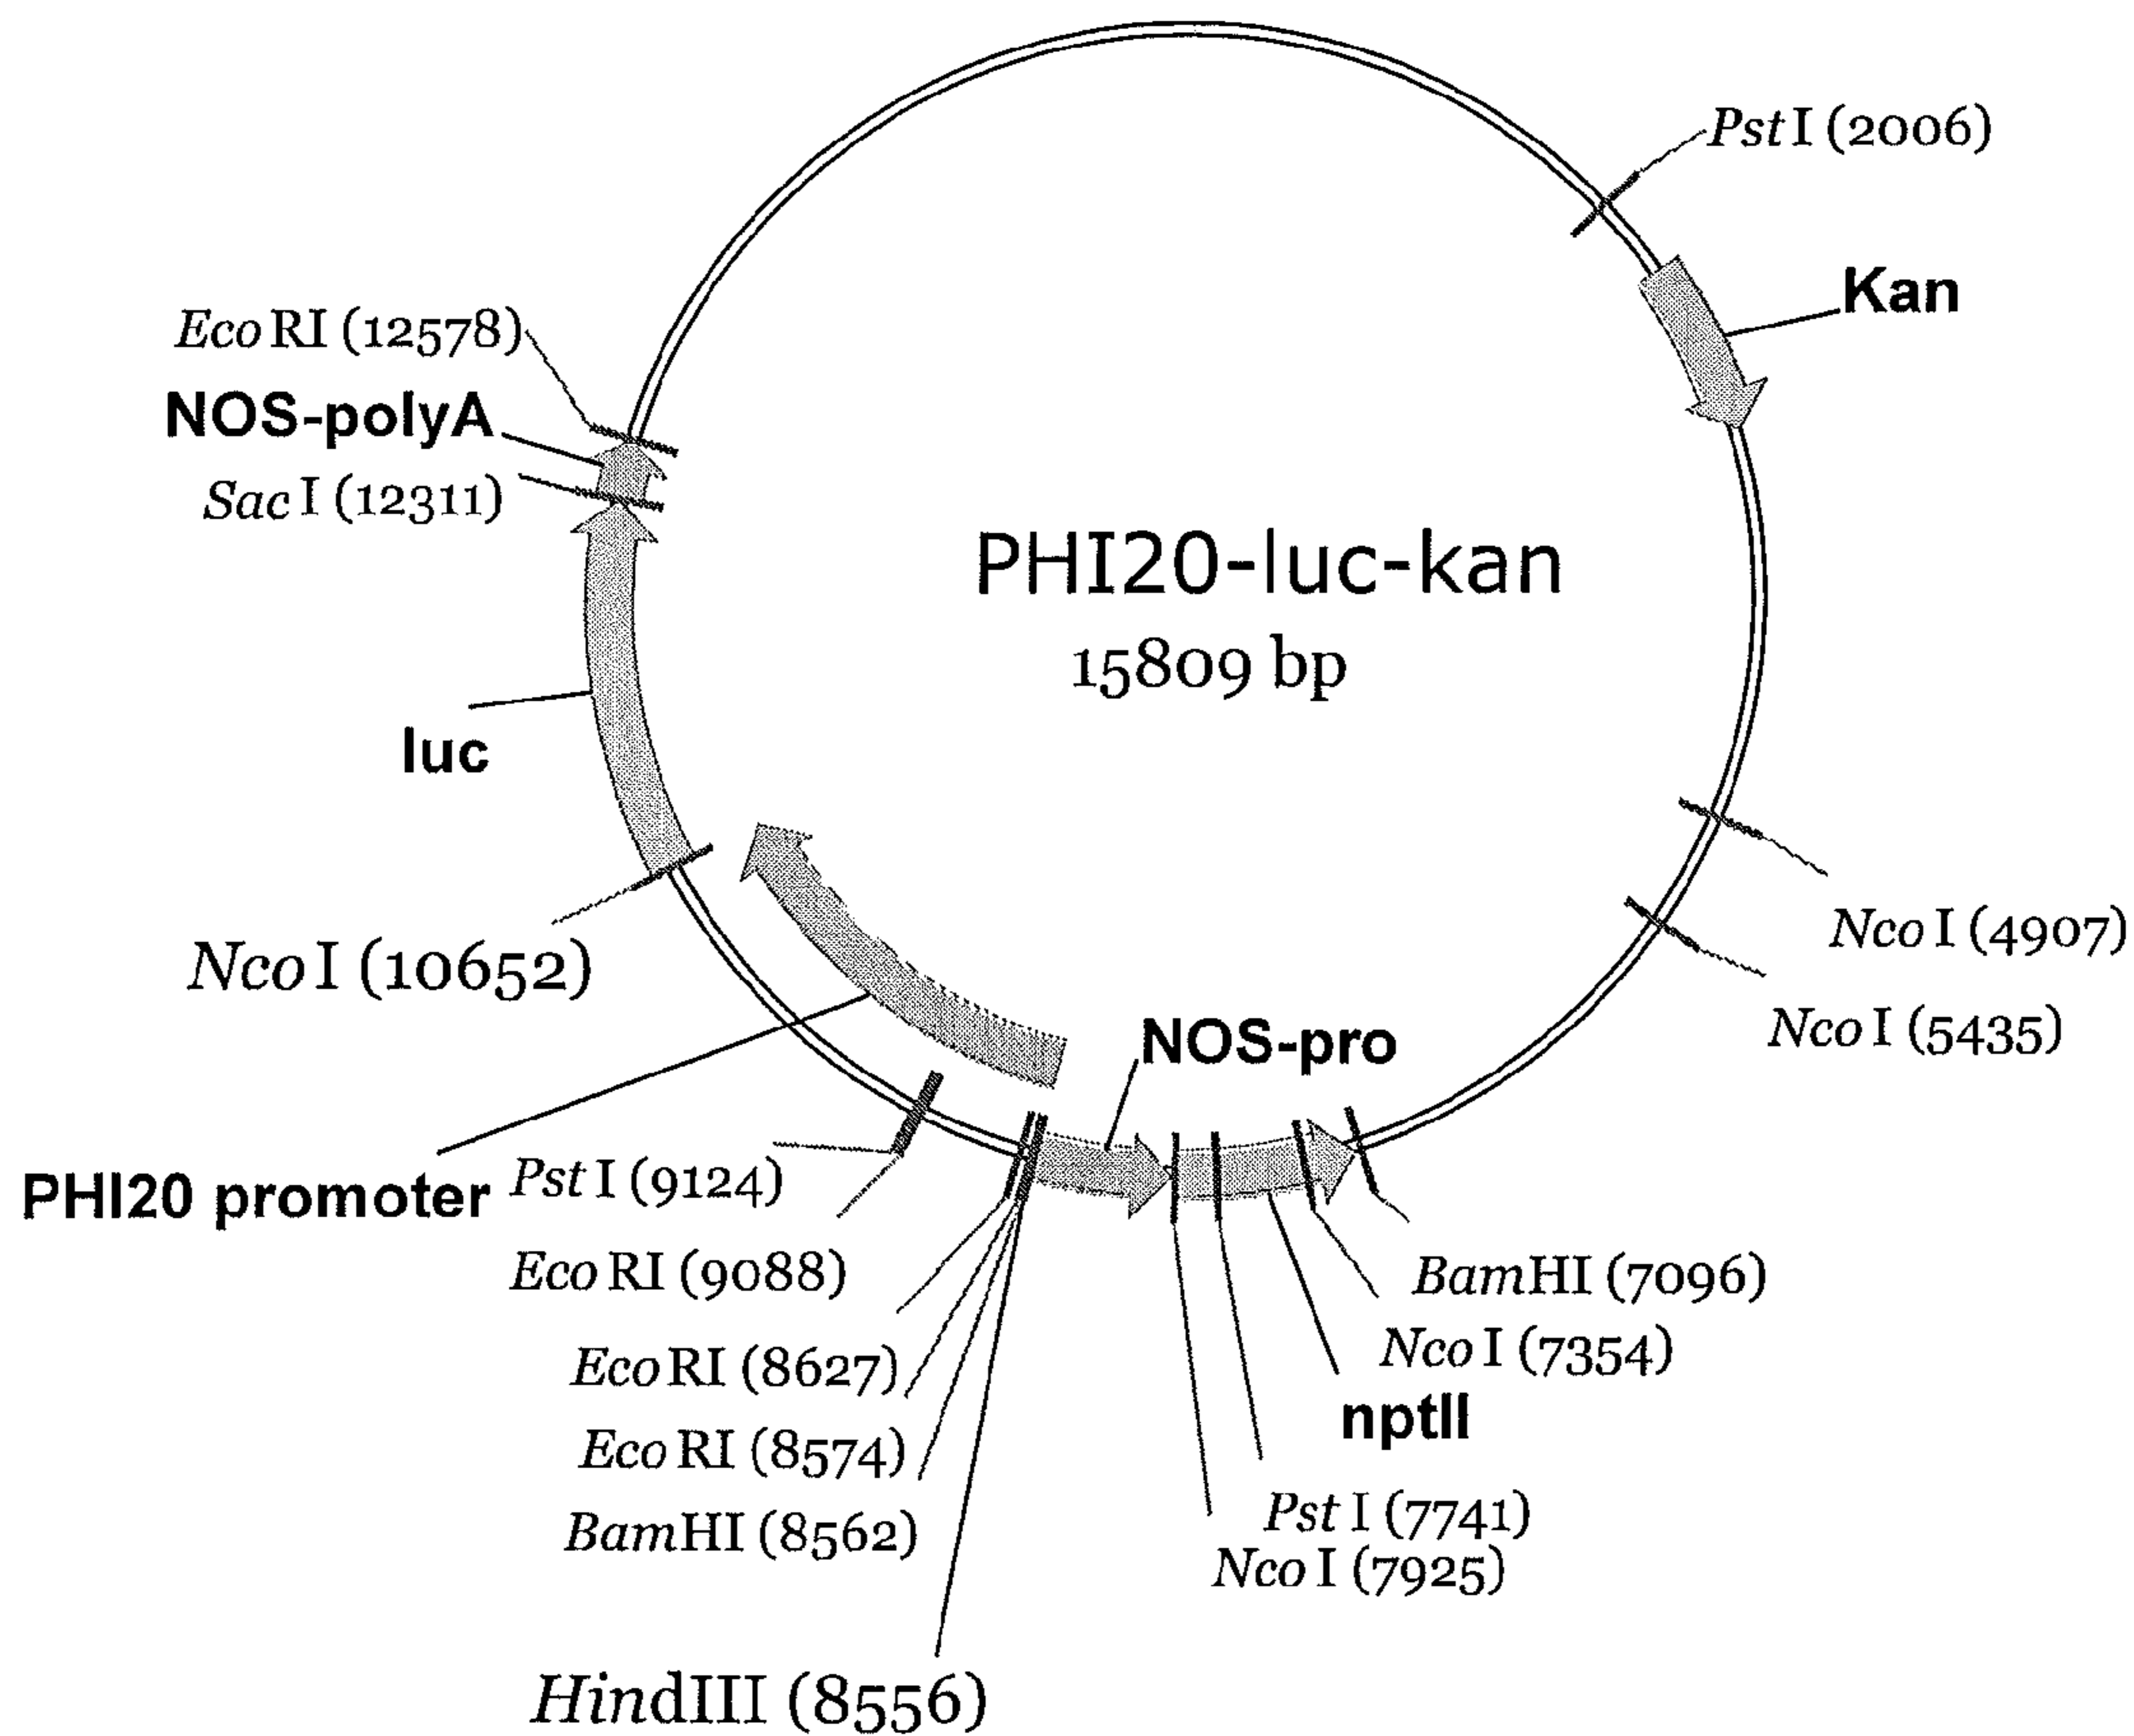 PstI (2006)
Kan
EcoRI (12578)
NOS-polyA
SacI (12311)
PHI20-luc-kan
15809 bp
luc
NcoI (4907)
NcoI (10652)
NcoI (5435)
NOS-pro
PHI20 promoter
PstI (9124)
EcoRI (9088)
BamHI (7096)
EcoRI (8627)
NcoI (7354)
nptII
EcoRI (8574)
PstI (7741)
BamHI (8562)
NcoI (7925)
HindIII (8556)